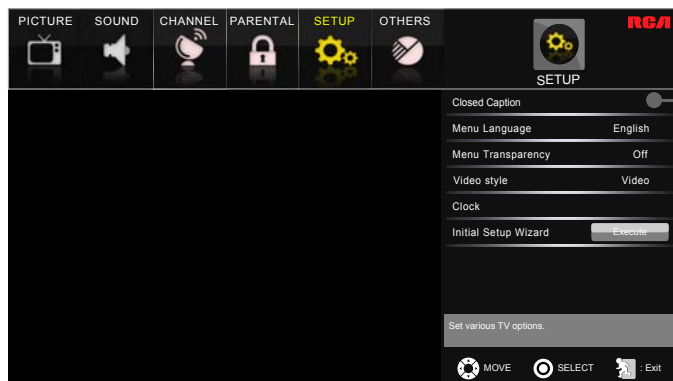 PICTURE SOUND CHANNEL PARENTAL SETUP OTHERS
RCA
SETUP
Closed Caption
Menu Language English
Menu Transparency Off
Video style Video
Clock
Initial Setup Wizard Execute
Set various TV options.
MOVE SELECT : Exit